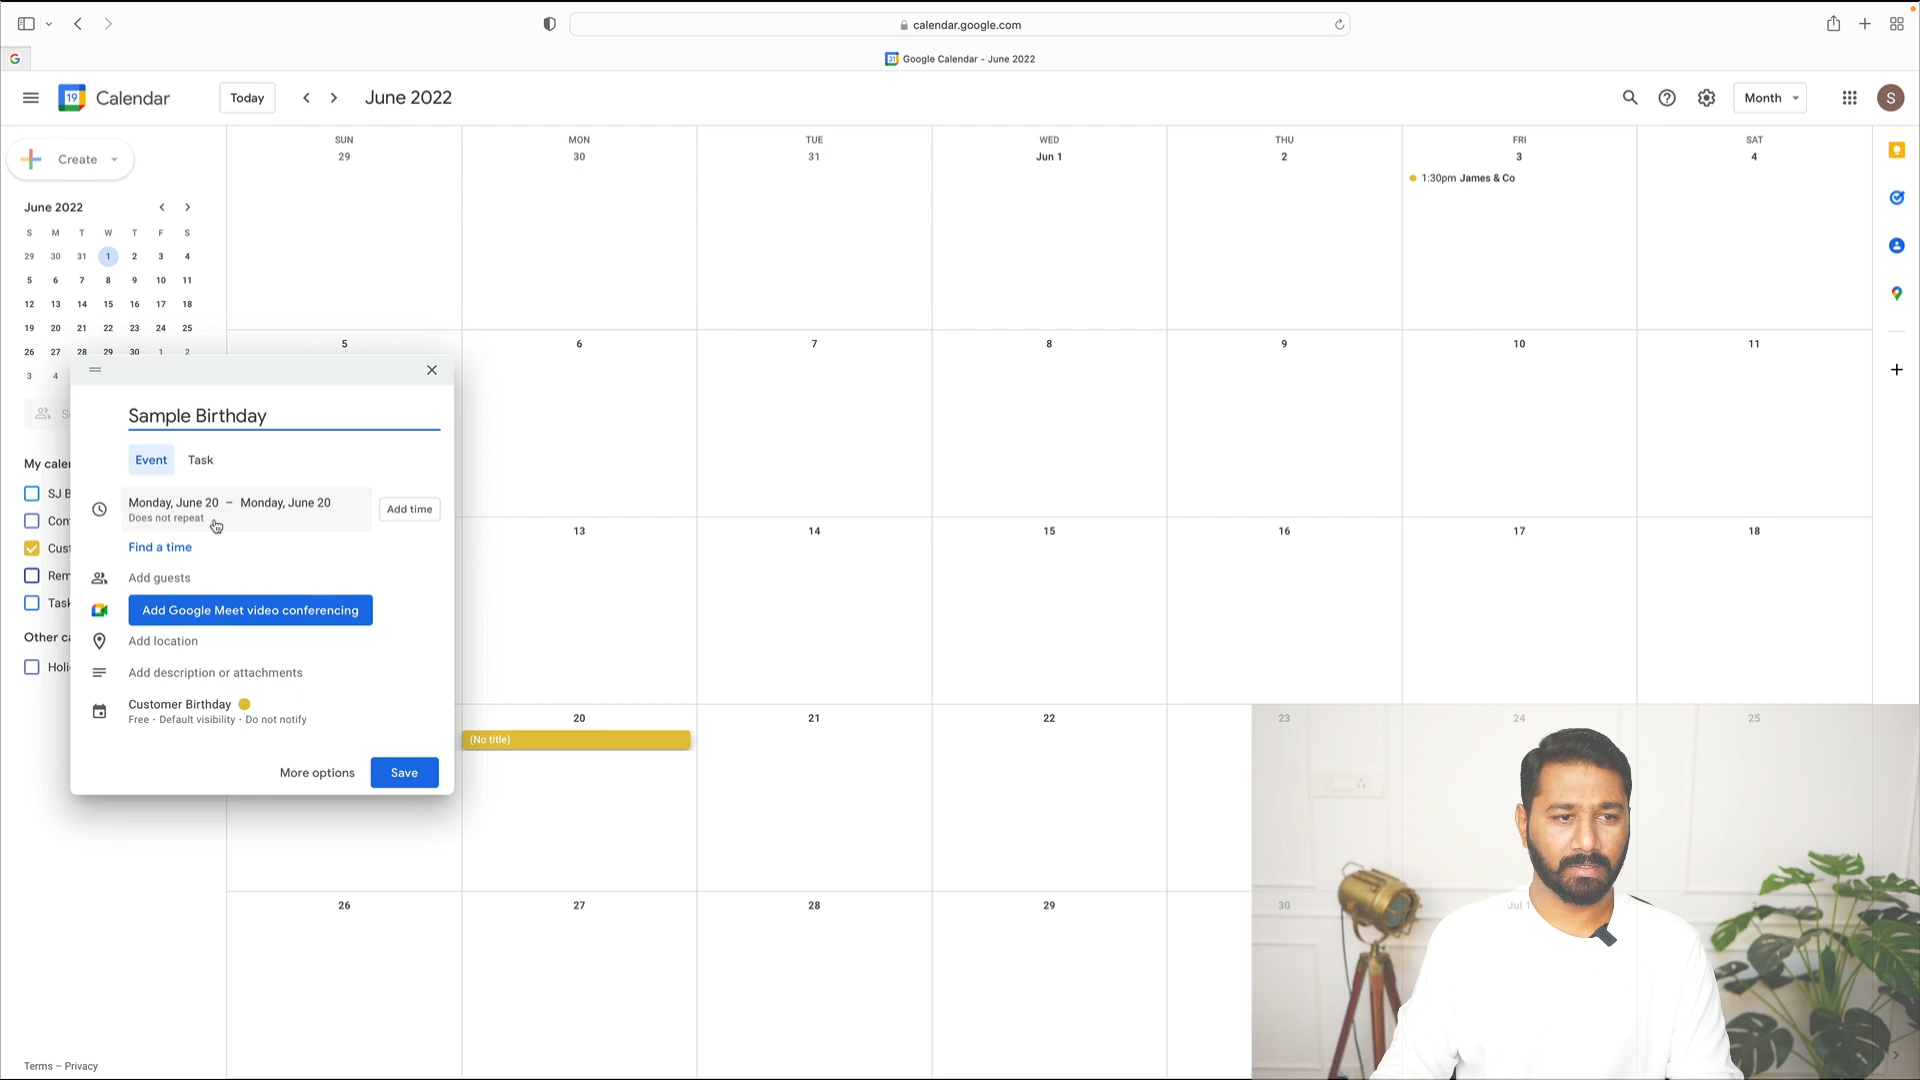 calendar.google.com
Google Calendar - June 2022
19
Calendar
Today
June 2022
Month
S
Create
June 2022
S M T W T F S
29 30 31 1 2 3 4
5 6 7 8 9 10 11
12 13 14 15 16 17 18
19 20 21 22 23 24 25
26 27 28 29 30 1 2
3 4
SUN MON TUE WED THU FRI SAT
29 30 31 Jun 1 2 3 4
1:30pm James & Co
5 6 7 8 9 10 11
13 14 15 16 17 18
20 21 22 23 24 25
(No title)
26 27 28 29 30 Jul 1 2
My caler
SJ B
Con
Cust
Rem
Task
Other ca
Holi
Sample Birthday
Event Task
Monday, June 20 – Monday, June 20
Does not repeat
Add time
Find a time
Add guests
Add Google Meet video conferencing
Add location
Add description or attachments
Customer Birthday
Free · Default visibility · Do not notify
More options Save
Terms – Privacy